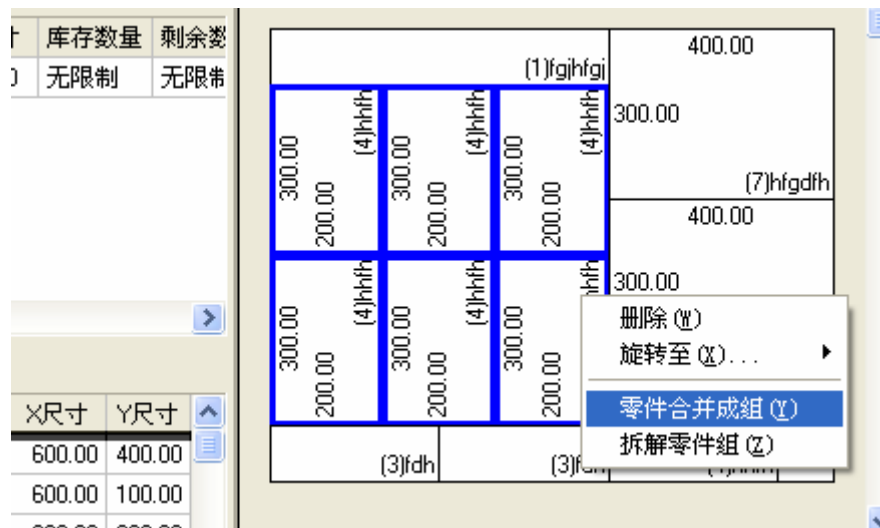 寸 库存数量 剩余数
0 无限制 无限制
X尺寸 Y尺寸
600.00 400.00
600.00 100.00
(1)fgjhfgj
400.00
300.00
(7)hfgdfh
400.00
300.00
300.00 200.00 (4)hhfh
300.00 200.00 (4)hhfh
300.00 200.00 (4)hhfh
300.00 200.00 (4)hhfh
300.00 200.00 (4)hhfh
300.00 200.00
(3)fdh
删除(W)
旋转至(X)...
零件合并成组(Y)
拆解零件组(Z)